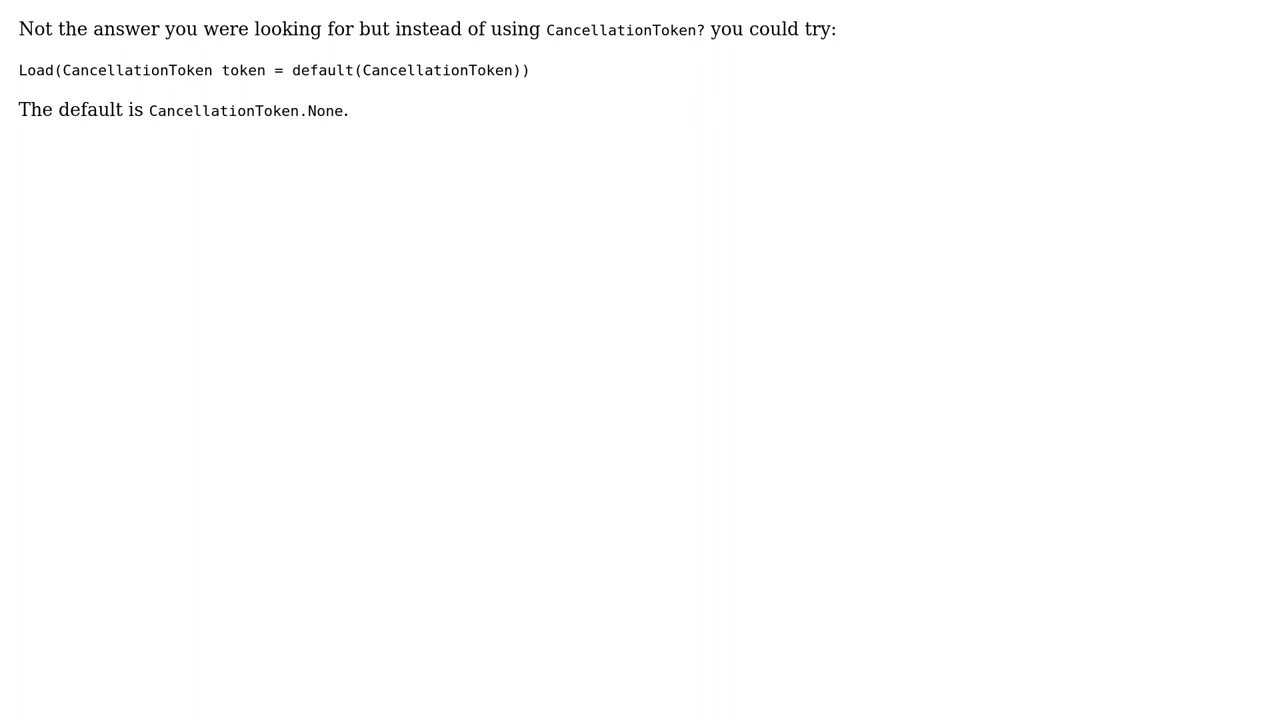 Not the answer you were looking for but instead of using CancellationToken? you could try:
Load(CancellationToken token = default(CancellationToken))
The default is CancellationToken.None.